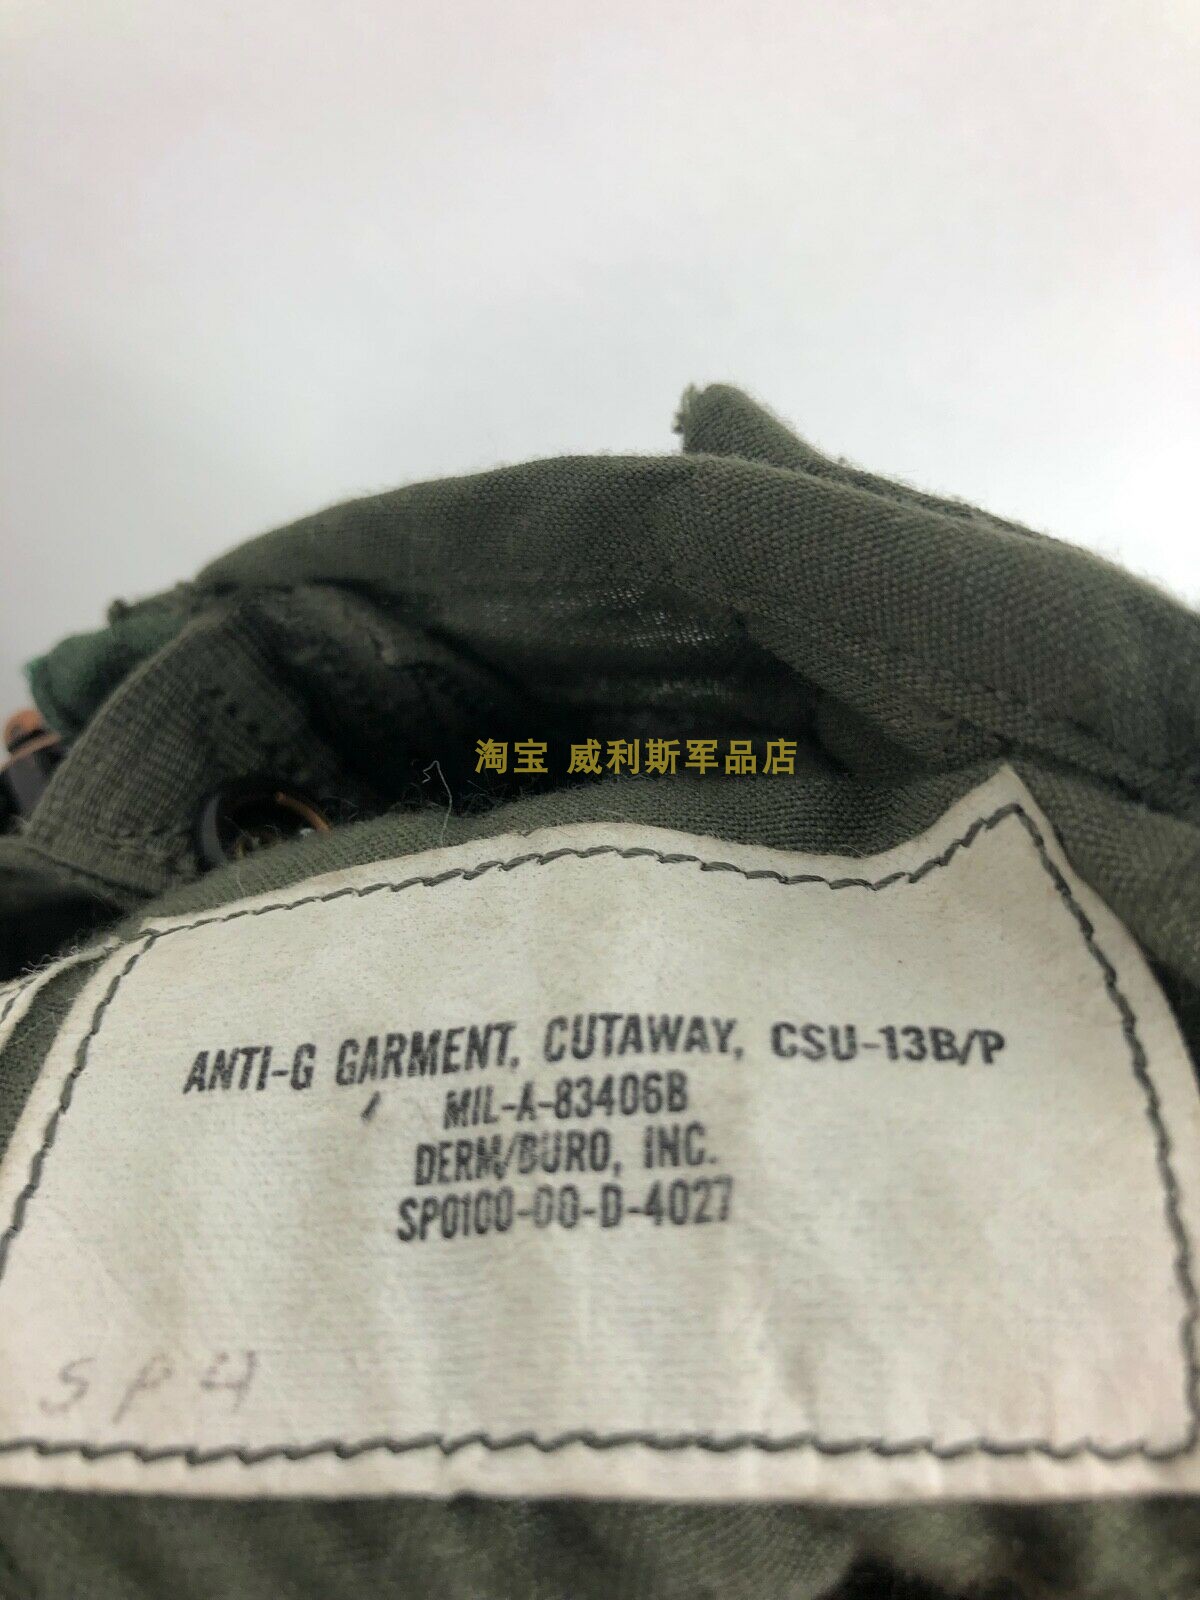 淘宝 威利斯军品店
ANTI-G GARMENT, CUTAWAY, CSU-13B/P
MIL-A-83406B
DERM/BURO, INC.
SP0100-00-D-4027
S P 4